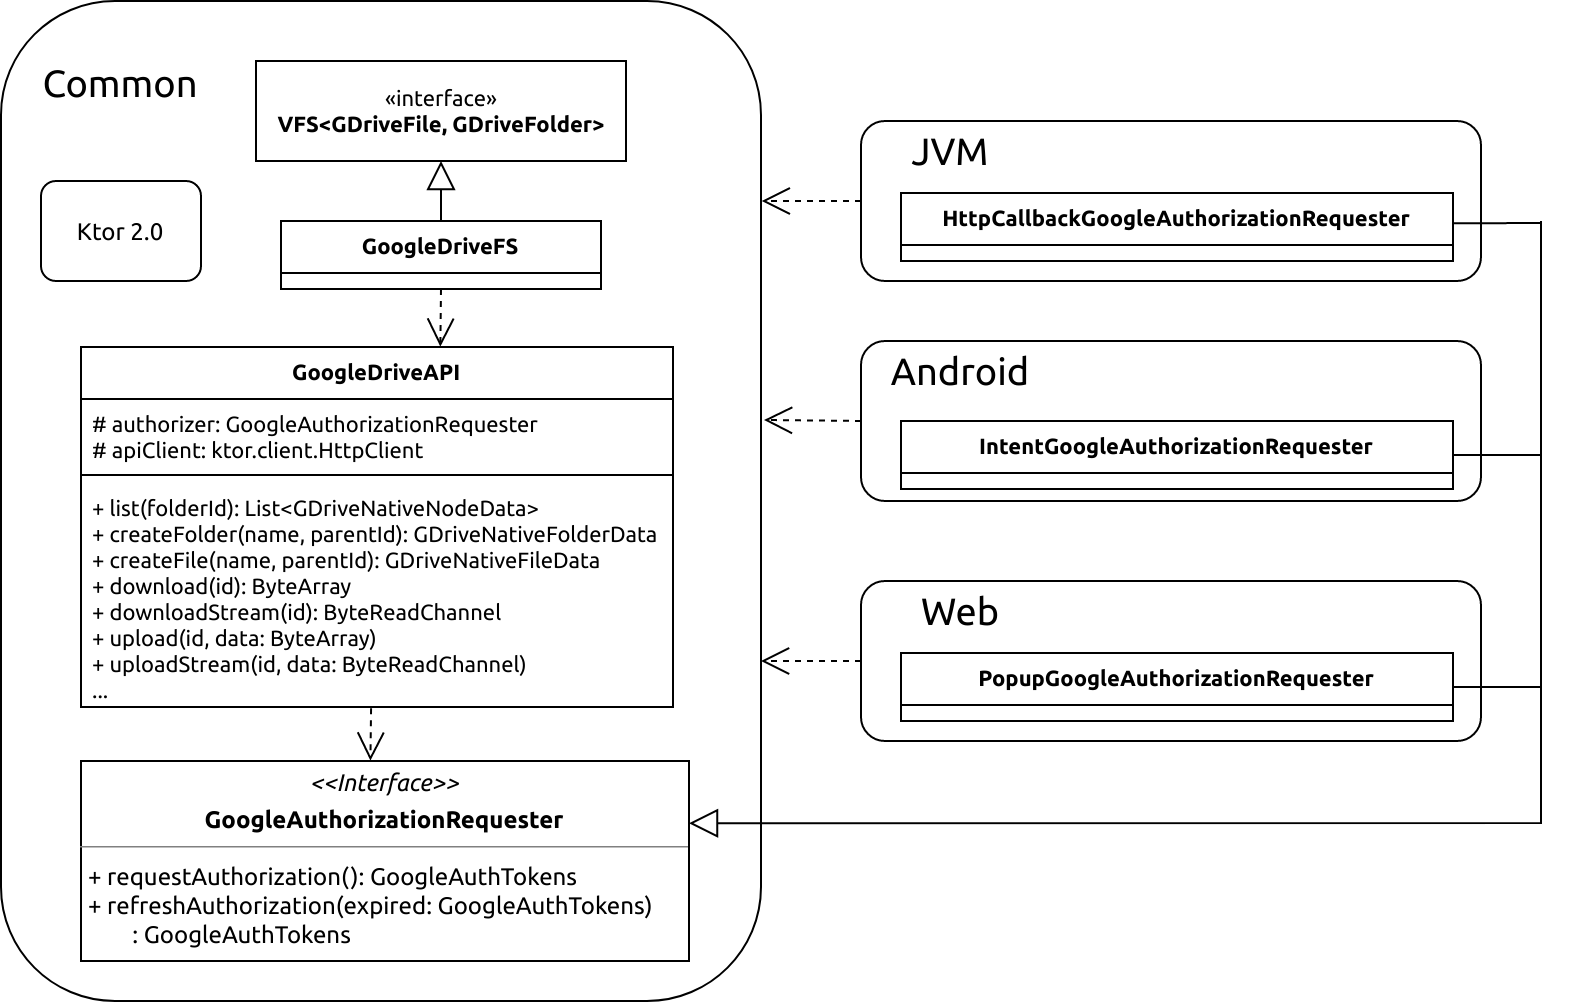 Common
«interface»
VFS<GDriveFile, GDriveFolder>
Ktor 2.0
GoogleDriveFS
GoogleDriveAPI
# authorizer: GoogleAuthorizationRequester
# apiClient: ktor.client.HttpClient
+ list(folderId): List<GDriveNativeNodeData>
+ createFolder(name, parentId): GDriveNativeFolderData
+ createFile(name, parentId): GDriveNativeFileData
+ download(id): ByteArray
+ downloadStream(id): ByteReadChannel
+ upload(id, data: ByteArray)
+ uploadStream(id, data: ByteReadChannel)
...
<<Interface>>
GoogleAuthorizationRequester
+ requestAuthorization(): GoogleAuthTokens
+ refreshAuthorization(expired: GoogleAuthTokens)
: GoogleAuthTokens
JVM
HttpCallbackGoogleAuthorizationRequester
Android
IntentGoogleAuthorizationRequester
Web
PopupGoogleAuthorizationRequester